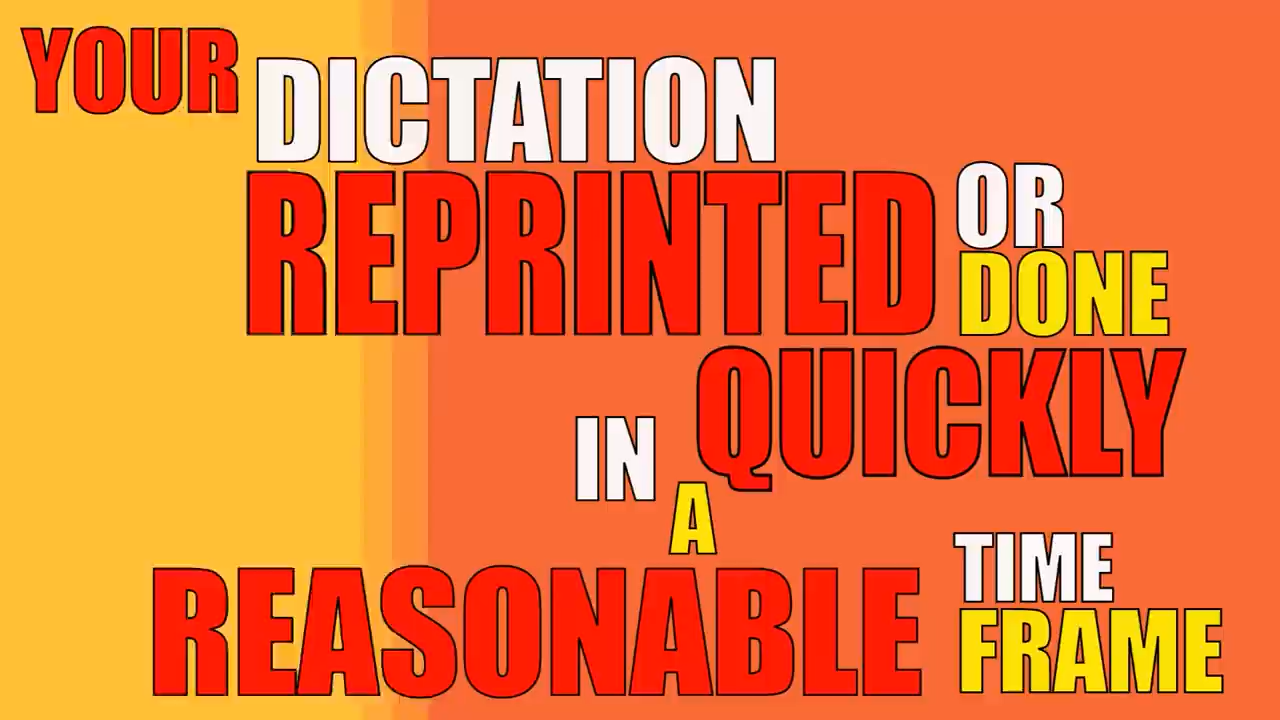 YOUR DICTATION
REPRINTED OR
DONE
QUICKLY
IN
A
REASONABLE TIME
FRAME